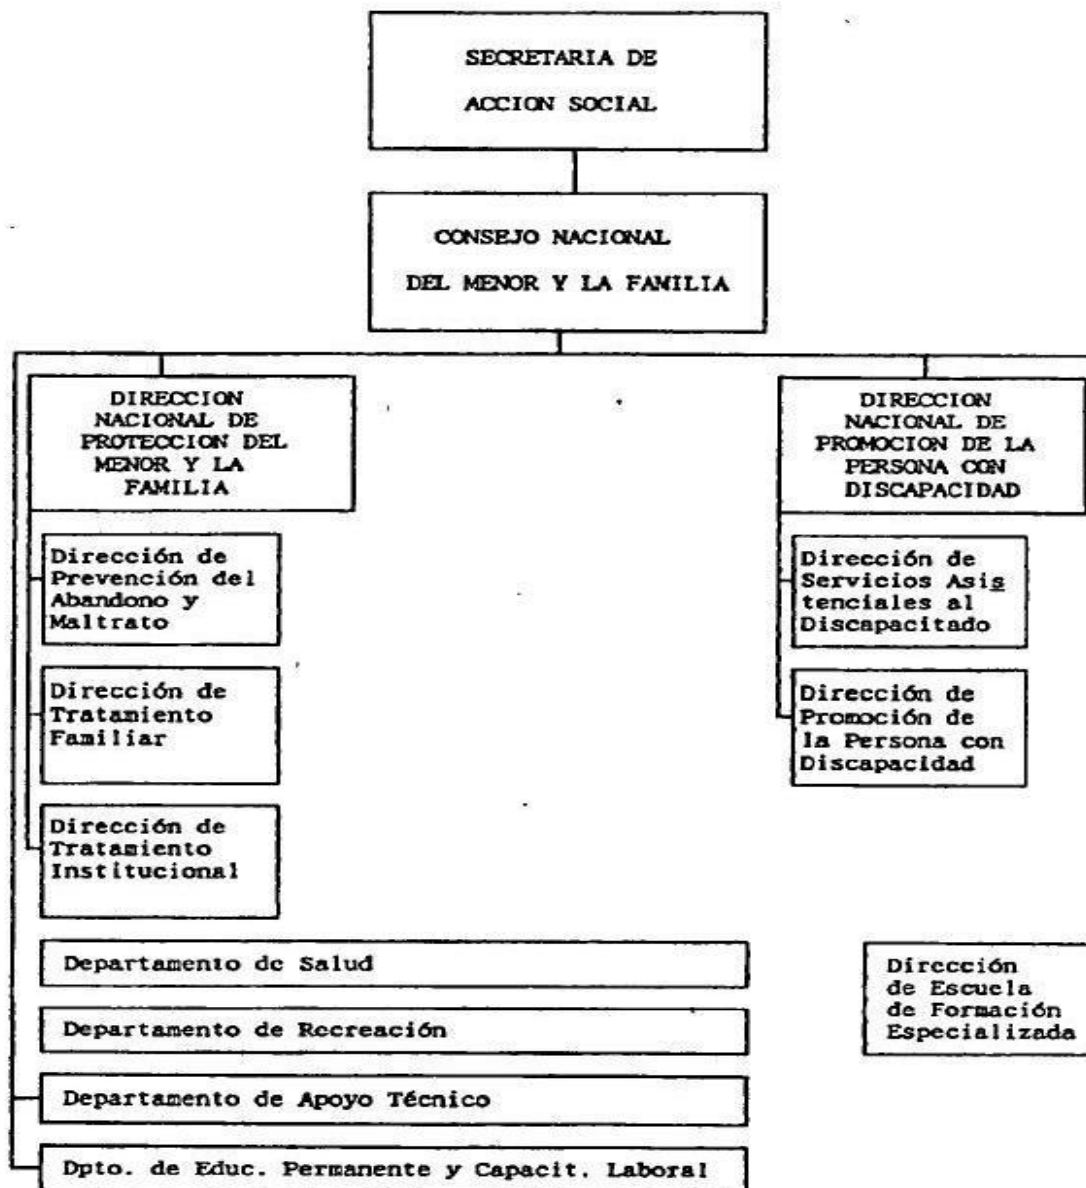 SECRETARIA DE
ACCION SOCIAL
CONSEJO NACIONAL
DEL MENOR Y LA FAMILIA
DIRECCION
NACIONAL DE
PROTECCION DEL
MENOR Y LA
FAMILIA
DIRECCION
NACIONAL DE
PROMOCION DE LA
PERSONA CON
DISCAPACIDAD
Dirección de
Prevención del
Abandono y
Maltrato
Dirección de
Servicios Asis
tenciales al
Discapacitado
Dirección de
Tratamiento
Familiar
Dirección de
Promoción de
la Persona con
Discapacidad
Dirección de
Tratamiento
Institucional
Departamento de Salud
Departamento de Recreación
Departamento de Apoyo Técnico
Dpto. de Educ. Permanente y Capacit. Laboral
Dirección
de Escuela
de Formación
Especializada